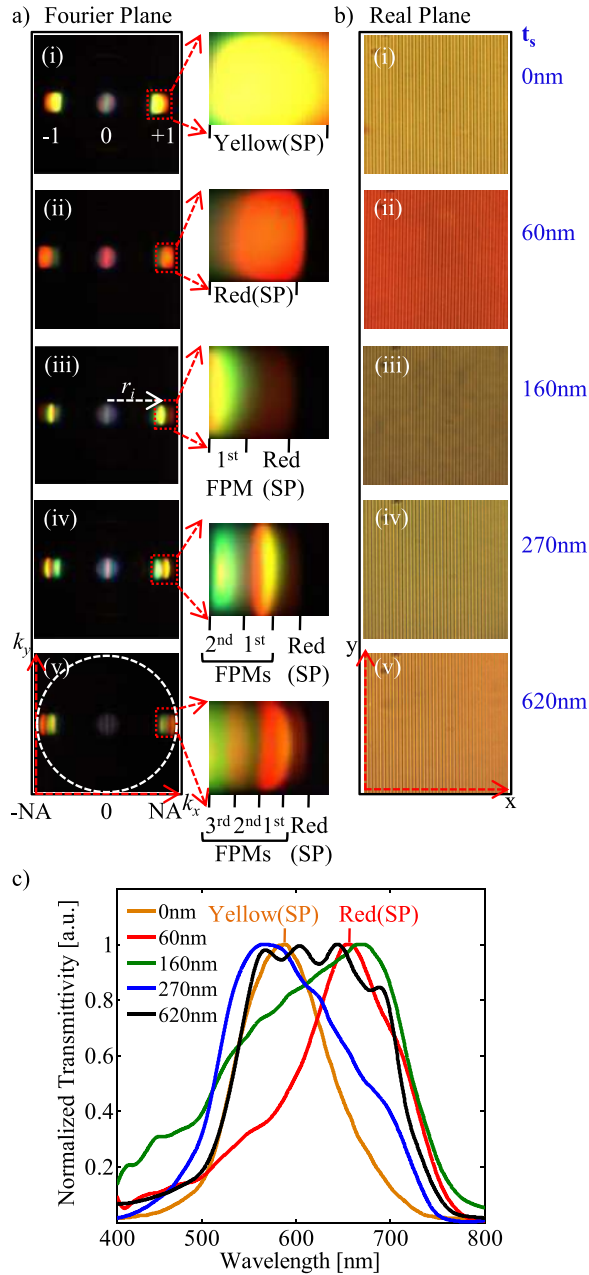 a) Fourier Plane
b) Real Plane
t_s
(i)
-1 0 +1
Yellow(SP)
(i)
0nm
(ii)
Red(SP)
(ii)
60nm
(iii)
r_i
1st Red
FPM (SP)
(iii)
160nm
(iv)
2nd 1st Red
FPMs (SP)
(iv)
270nm
k_y
(v)
-NA 0 NA k_x
3rd 2nd 1st Red
FPMs (SP)
y
(v)
x
620nm
c)
Yellow(SP) Red(SP)
0nm
60nm
160nm
270nm
620nm
Normalized Transmittivity [a.u.]
1
0.8
0.6
0.4
0.2
400 500 600 700 800
Wavelength [nm]